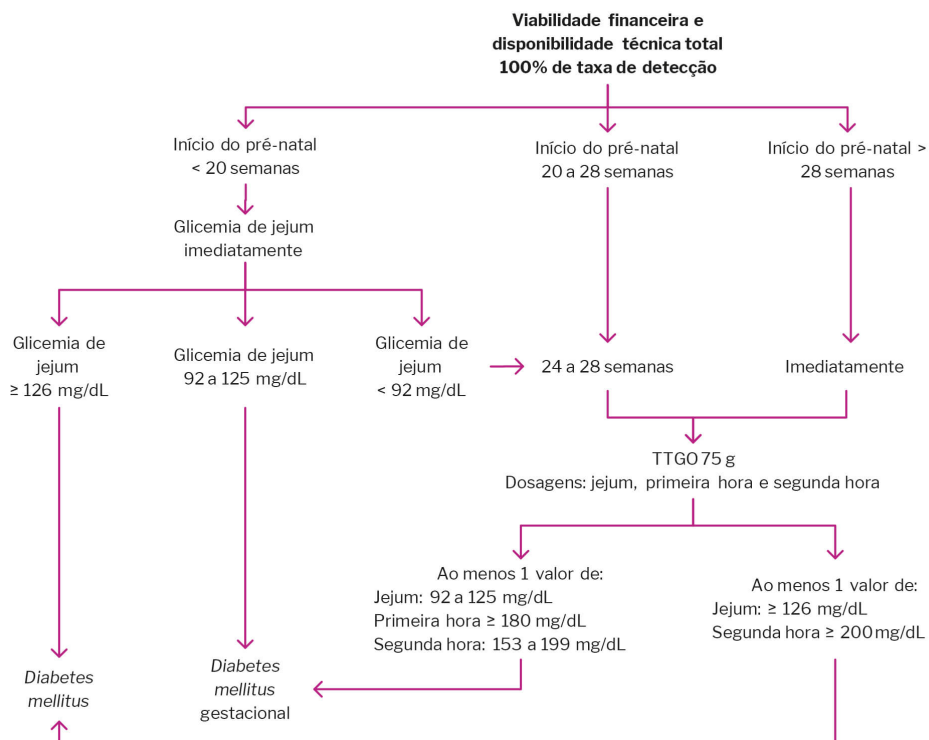 Viabilidade financeira e
disponibilidade técnica total
100% de taxa de detecção
Início do pré-natal
< 20 semanas
Início do pré-natal
20 a 28 semanas
Início do pré-natal >
28 semanas
Glicemia de jejum
imediatamente
Glicemia de
jejum
≥ 126 mg/dL
Glicemia de jejum
92 a 125 mg/dL
Glicemia de
jejum
< 92 mg/dL
24 a 28 semanas
Imediatamente
TTGO 75 g
Dosagens: jejum, primeira hora e segunda hora
Ao menos 1 valor de:
Jejum: 92 a 125 mg/dL
Primeira hora ≥ 180 mg/dL
Segunda hora: 153 a 199 mg/dL
Ao menos 1 valor de:
Jejum: ≥ 126 mg/dL
Segunda hora ≥ 200 mg/dL
Diabetes
mellitus
Diabetes
mellitus
gestacional